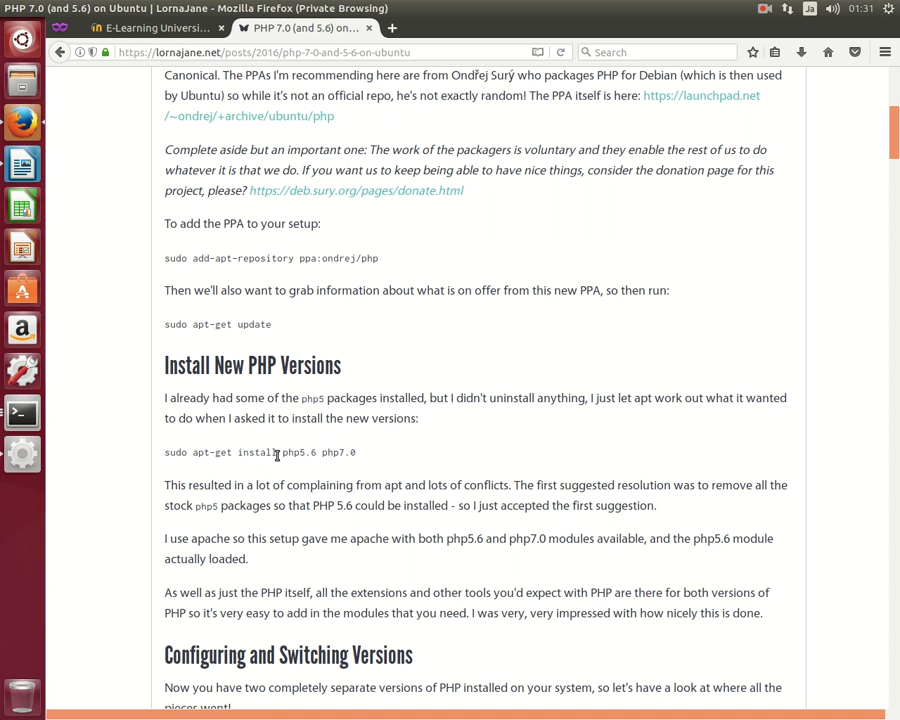 PHP 7.0 (and 5.6) on Ubuntu | LornaJane - Mozilla Firefox (Private Browsing)
Ja
01:31
E-Learning Universi...
PHP 7.0 (and 5.6) on...
https://lornajane.net/posts/2016/php-7-0-and-5-6-on-ubuntu
Search
Canonical. The PPAs I'm recommending here are from Ondřej Surý who packages PHP for Debian (which is then used
by Ubuntu) so while it's not an official repo, he's not exactly random! The PPA itself is here: https://launchpad.net
/~ondrej/+archive/ubuntu/php
Complete aside but an important one: The work of the packagers is voluntary and they enable the rest of us to do
whatever it is that we do. If you want us to keep being able to have nice things, consider the donation page for this
project, please? https://deb.sury.org/pages/donate.html
To add the PPA to your setup:
sudo add-apt-repository ppa:ondrej/php
Then we'll also want to grab information about what is on offer from this new PPA, so then run:
sudo apt-get update
Install New PHP Versions
I already had some of the php5 packages installed, but I didn't uninstall anything, I just let apt work out what it wanted
to do when I asked it to install the new versions:
sudo apt-get install php5.6 php7.0
This resulted in a lot of complaining from apt and lots of conflicts. The first suggested resolution was to remove all the
stock php5 packages so that PHP 5.6 could be installed - so I just accepted the first suggestion.
I use apache so this setup gave me apache with both php5.6 and php7.0 modules available, and the php5.6 module
actually loaded.
As well as just the PHP itself, all the extensions and other tools you'd expect with PHP are there for both versions of
PHP so it's very easy to add in the modules that you need. I was very, very impressed with how nicely this is done.
Configuring and Switching Versions
Now you have two completely separate versions of PHP installed on your system, so let's have a look at where all the
pieces went!